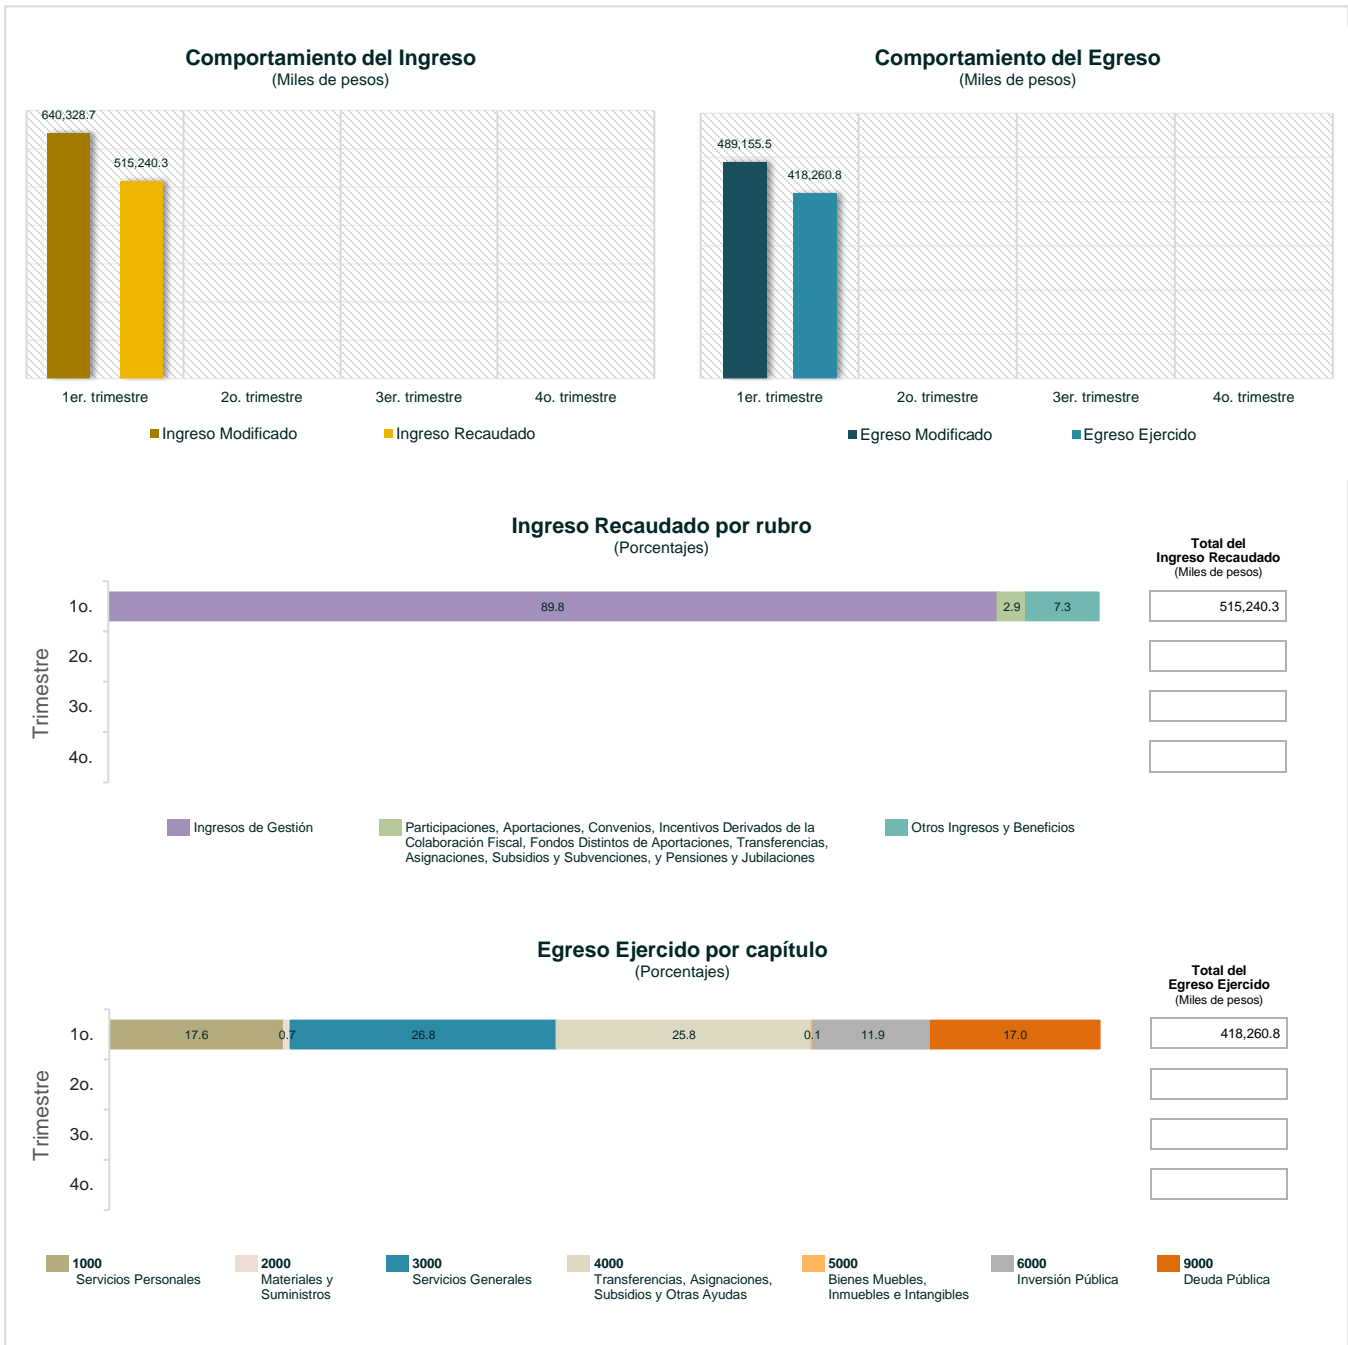 Comportamiento del Ingreso
(Miles de pesos)
640,328.7
515,240.3
1er. trimestre
2o. trimestre
3er. trimestre
4o. trimestre
Ingreso Modificado
Ingreso Recaudado
Comportamiento del Egreso
(Miles de pesos)
489,155.5
418,260.8
1er. trimestre
2o. trimestre
3er. trimestre
4o. trimestre
Egreso Modificado
Egreso Ejercido
Ingreso Recaudado por rubro
(Porcentajes)
Total del
Ingreso Recaudado
(Miles de pesos)
Trimestre
1o.
89.8
2.9
7.3
515,240.3
2o.
3o.
4o.
Ingresos de Gestión
Participaciones, Aportaciones, Convenios, Incentivos Derivados de la
Colaboración Fiscal, Fondos Distintos de Aportaciones, Transferencias,
Asignaciones, Subsidios y Subvenciones, y Pensiones y Jubilaciones
Otros Ingresos y Beneficios
Egreso Ejercido por capítulo
(Porcentajes)
Total del
Egreso Ejercido
(Miles de pesos)
Trimestre
1o.
17.6
0.7
26.8
25.8
0.1
11.9
17.0
418,260.8
2o.
3o.
4o.
1000
Servicios Personales
2000
Materiales y
Suministros
3000
Servicios Generales
4000
Transferencias, Asignaciones,
Subsidios y Otras Ayudas
5000
Bienes Muebles,
Inmuebles e Intangibles
6000
Inversión Pública
9000
Deuda Pública